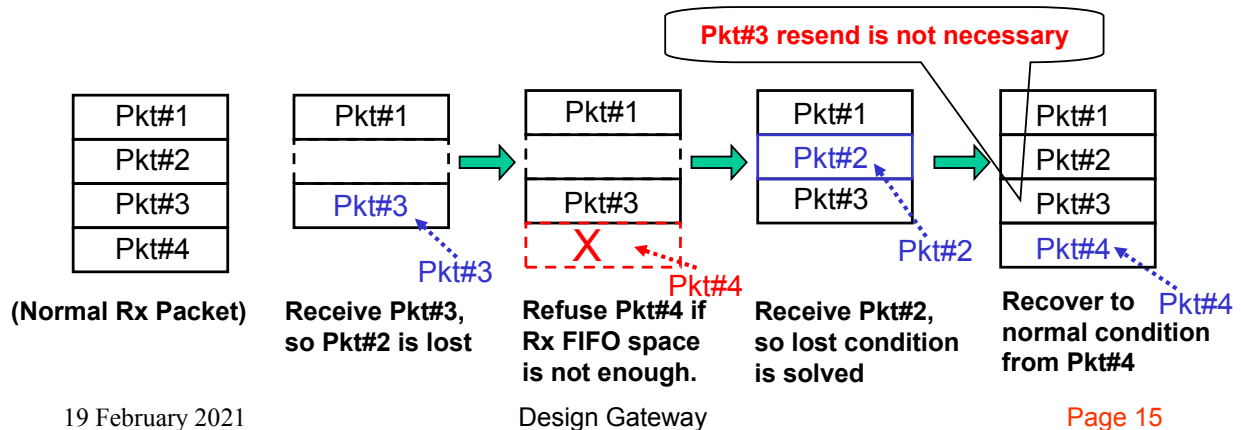 Pkt#3 resend is not necessary
Pkt#1
Pkt#2
Pkt#3
Pkt#4
(Normal Rx Packet)
Pkt#1
Pkt#3
Pkt#3
Receive Pkt#3,
so Pkt#2 is lost
Pkt#1
Pkt#3
X
Pkt#4
Refuse Pkt#4 if
Rx FIFO space
is not enough.
Pkt#1
Pkt#2
Pkt#3
Pkt#2
Receive Pkt#2,
so lost condition
is solved
Pkt#1
Pkt#2
Pkt#3
Pkt#4
Pkt#4
Recover to
normal condition
from Pkt#4
19 February 2021
Design Gateway
Page 15